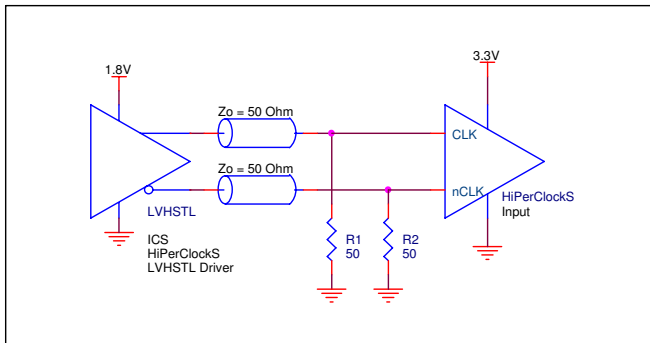 1.8V
3.3V
Zo = 50 Ohm
CLK
Zo = 50 Ohm
nCLK
HiPerClockS
Input
LVHSTL
ICS
HiPerClockS
LVHSTL Driver
R1
50
R2
50